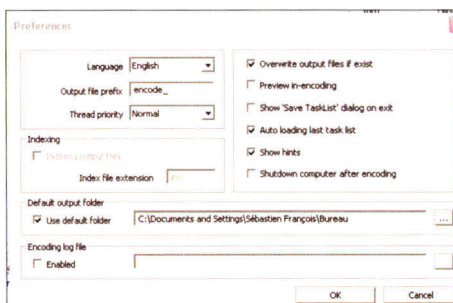 Preferences
Language English
Output file prefix encode_
Thread priority Normal
Indexing
Indexing output files
Index file extension
Overwrite output files if exist
Preview in-encoding
Show 'Save TaskList' dialog on exit
Auto loading last task list
Show hints
Shutdown computer after encoding
Default output folder
Use default folder C:\Documents and Settings\Sébastien François\Bureau ...
Encoding log file
Enabled
OK Cancel